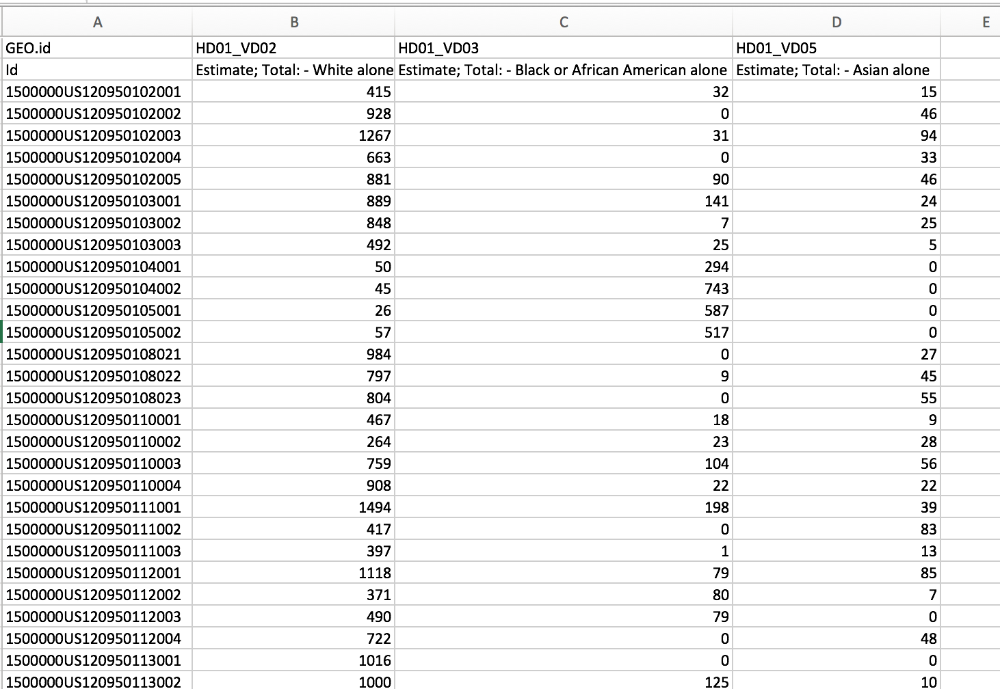 A B C D E
GEO.id HD01_VD02 HD01_VD03 HD01_VD05
Id Estimate; Total: - White alone Estimate; Total: - Black or African American alone Estimate; Total: - Asian alone
1500000US120950102001 415 32 15
1500000US120950102002 928 0 46
1500000US120950102003 1267 31 94
1500000US120950102004 663 0 33
1500000US120950102005 881 90 46
1500000US120950103001 889 141 24
1500000US120950103002 848 7 25
1500000US120950103003 492 25 5
1500000US120950104001 50 294 0
1500000US120950104002 45 743 0
1500000US120950105001 26 587 0
1500000US120950105002 57 517 0
1500000US120950108021 984 0 27
1500000US120950108022 797 9 45
1500000US120950108023 804 0 55
1500000US120950110001 467 18 9
1500000US120950110002 264 23 28
1500000US120950110003 759 104 56
1500000US120950110004 908 22 22
1500000US120950111001 1494 198 39
1500000US120950111002 417 0 83
1500000US120950111003 397 1 13
1500000US120950112001 1118 79 85
1500000US120950112002 371 80 7
1500000US120950112003 490 79 0
1500000US120950112004 722 0 48
1500000US120950113001 1016 0 0
1500000US120950113002 1000 125 10